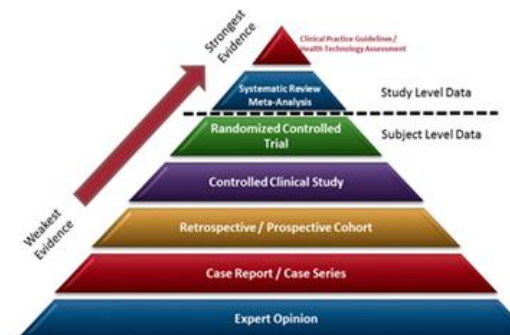 Strongest
Evidence
Clinical Practice Guidelines/
Health Technology Assessment
Systematic Review
Meta-Analysis
Study Level Data
Randomized Controlled
Trial
Subject Level Data
Controlled Clinical Study
Weakest
Evidence
Retrospective / Prospective Cohort
Case Report / Case Series
Expert Opinion